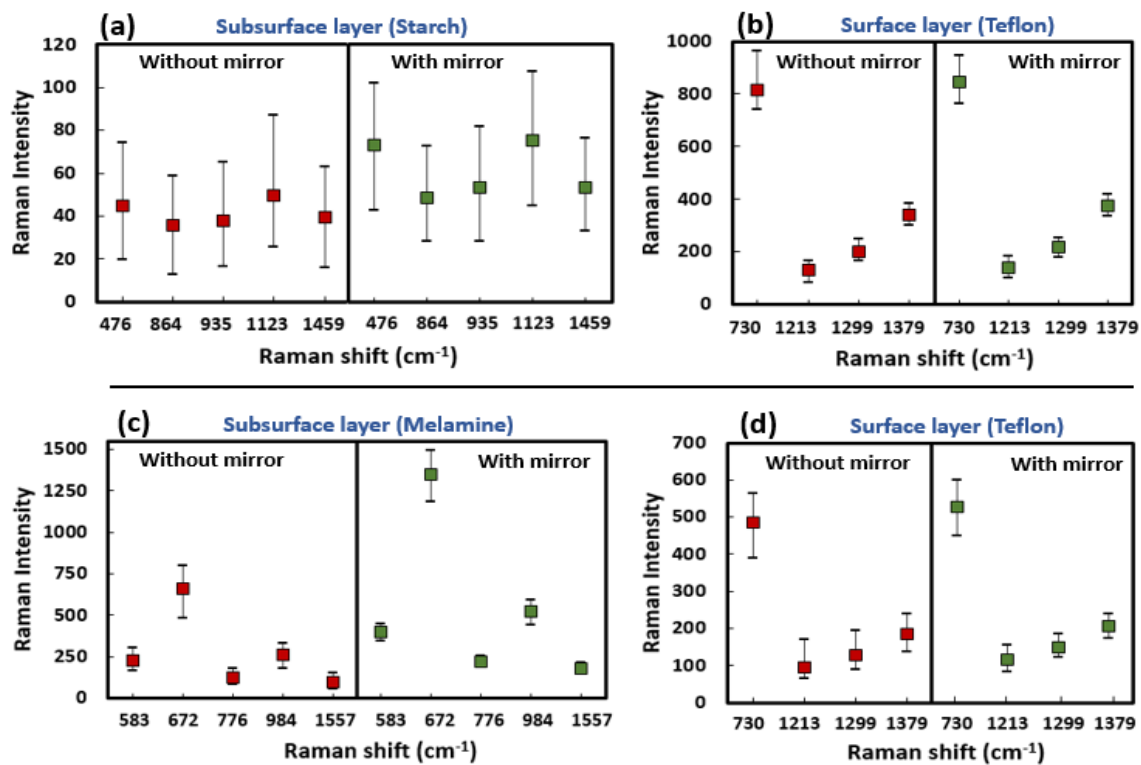 (a)
Subsurface layer (Starch)
Without mirror
With mirror
Raman Intensity
120
100
80
60
40
20
0
476 864 935 1123 1459 476 864 935 1123 1459
Raman shift (cm⁻¹)
(b)
Surface layer (Teflon)
Without mirror
With mirror
Raman Intensity
1000
800
600
400
200
0
730 1213 1299 1379 730 1213 1299 1379
Raman shift (cm⁻¹)
(c)
Subsurface layer (Melamine)
Without mirror
With mirror
Raman Intensity
1500
1250
1000
750
500
250
0
583 672 776 984 1557 583 672 776 984 1557
Raman shift (cm⁻¹)
(d)
Surface layer (Teflon)
Without mirror
With mirror
Raman Intensity
700
600
500
400
300
200
100
0
730 1213 1299 1379 730 1213 1299 1379
Raman shift (cm⁻¹)